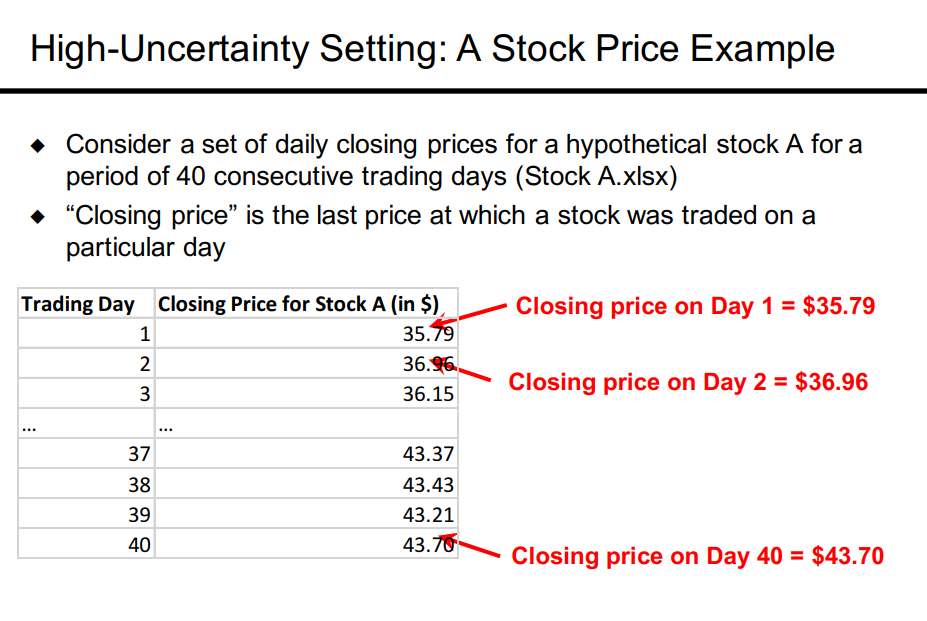 High-Uncertainty Setting: A Stock Price Example
◆ Consider a set of daily closing prices for a hypothetical stock A for a
period of 40 consecutive trading days (Stock A.xlsx)
◆ “Closing price” is the last price at which a stock was traded on a
particular day
Trading Day Closing Price for Stock A (in $)
1 35.79
2 36.96
3 36.15
... ...
37 43.37
38 43.43
39 43.21
40 43.70
Closing price on Day 1 = $35.79
Closing price on Day 2 = $36.96
Closing price on Day 40 = $43.70